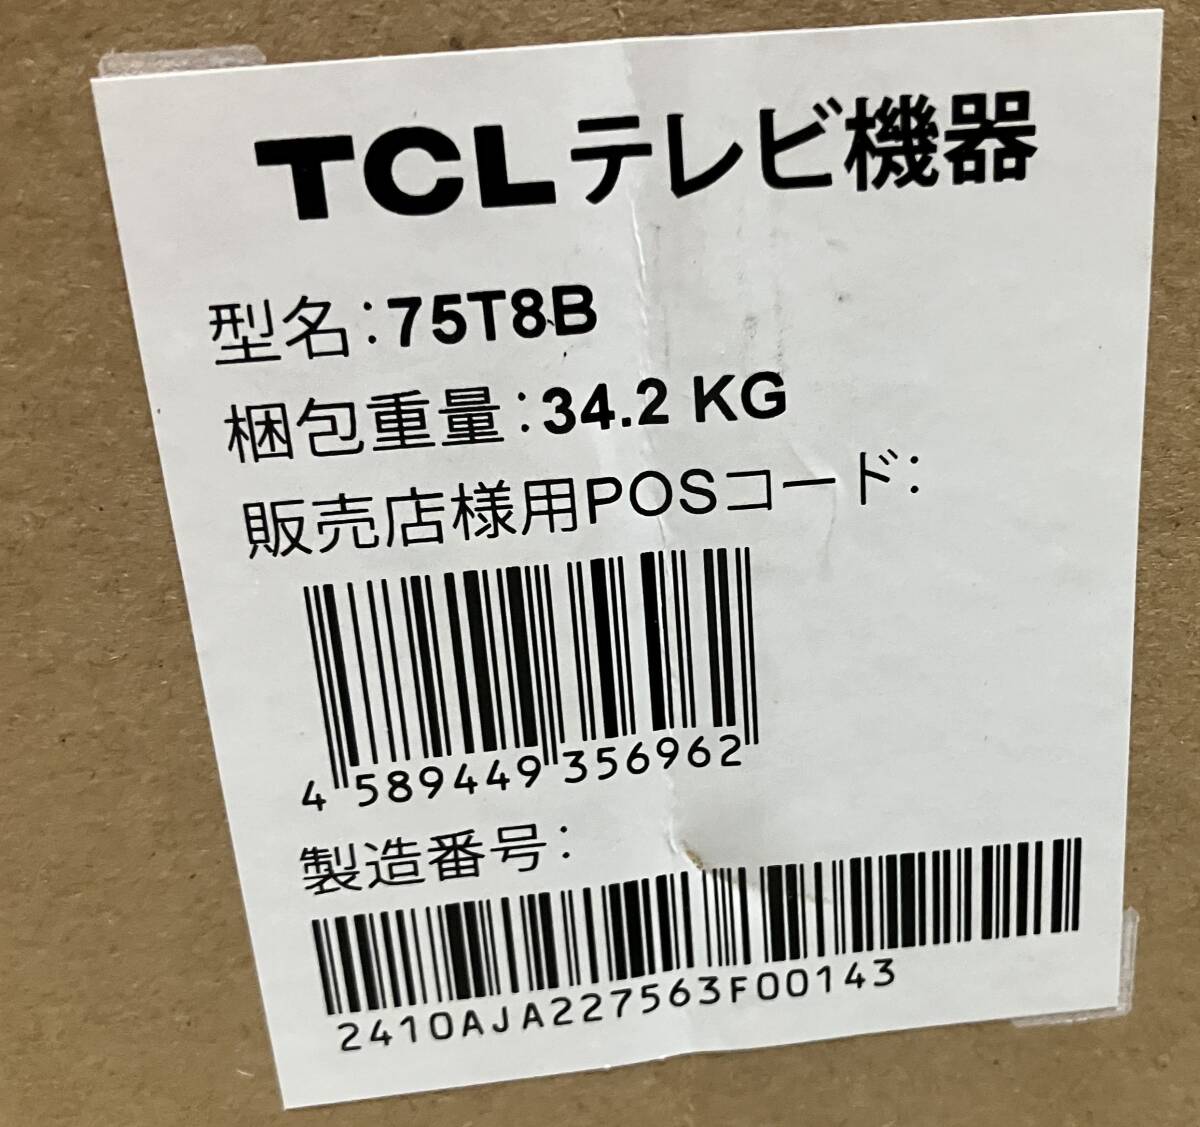 TCLテレビ機器
型名:75T8B
梱包重量:34.2 KG
販売店様用POSコード:
4 589449 356962
製造番号:
2410AJA227563F00143